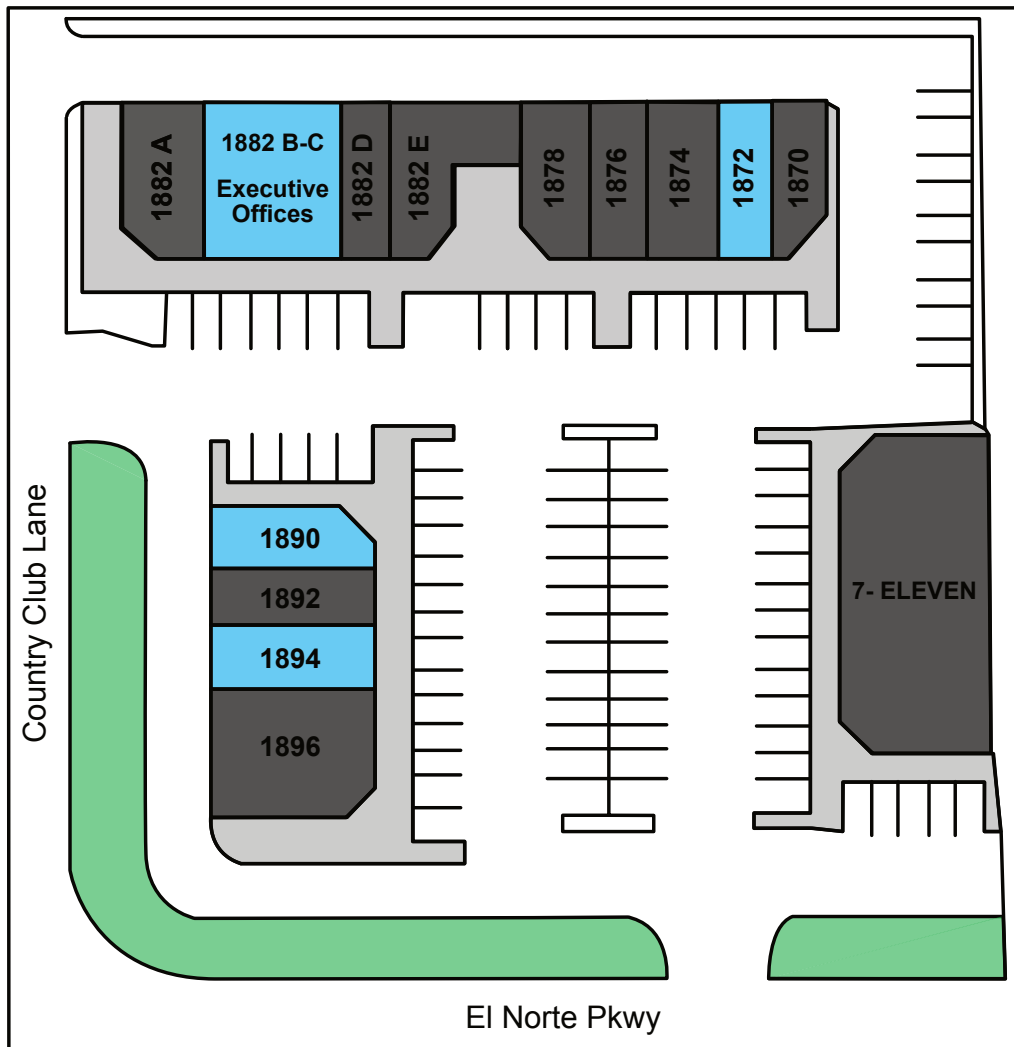 1882 A
1882 B-C
Executive
Offices
1882 D
1882 E
1878
1876
1874
1872
1870
1890
1892
1894
1896
7- ELEVEN
Country Club Lane
El Norte Pkwy